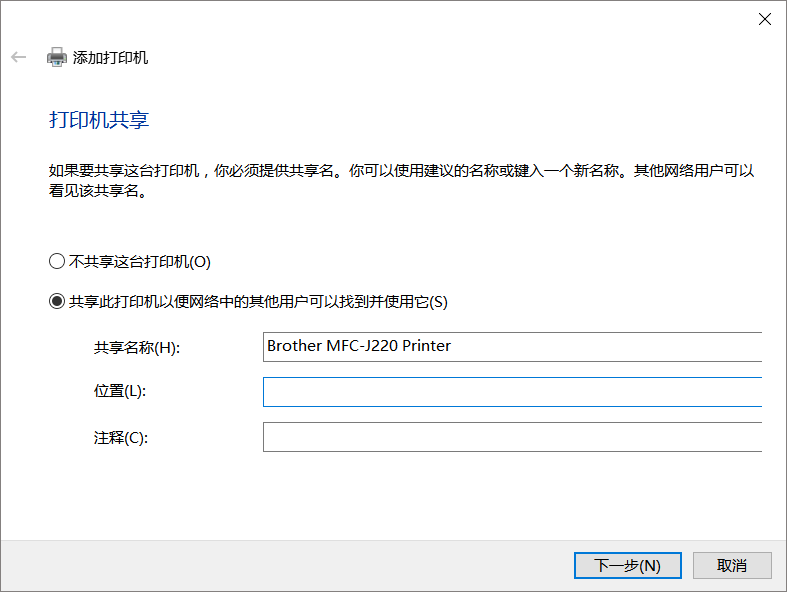 添加打印机
打印机共享
如果要共享这台打印机，你必须提供共享名。你可以使用建议的名称或键入一个新名称。其他网络用户可以
看见该共享名。
不共享这台打印机(O)
共享此打印机以便网络中的其他用户可以找到并使用它(S)
共享名称(H): Brother MFC-J220 Printer
位置(L):
注释(C):
下一步(N) 取消